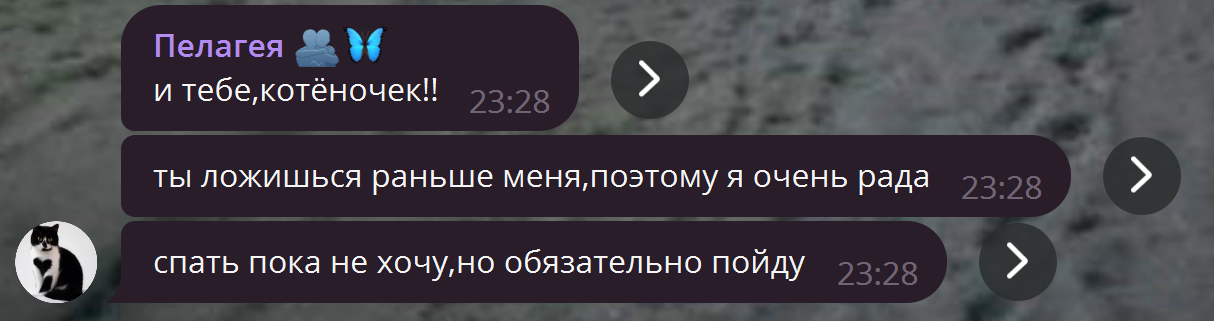 Пелагея 🫂🦋
и тебе,котёночек!! 23:28
ты ложишься раньше меня,поэтому я очень рада 23:28
спать пока не хочу,но обязательно пойду 23:28